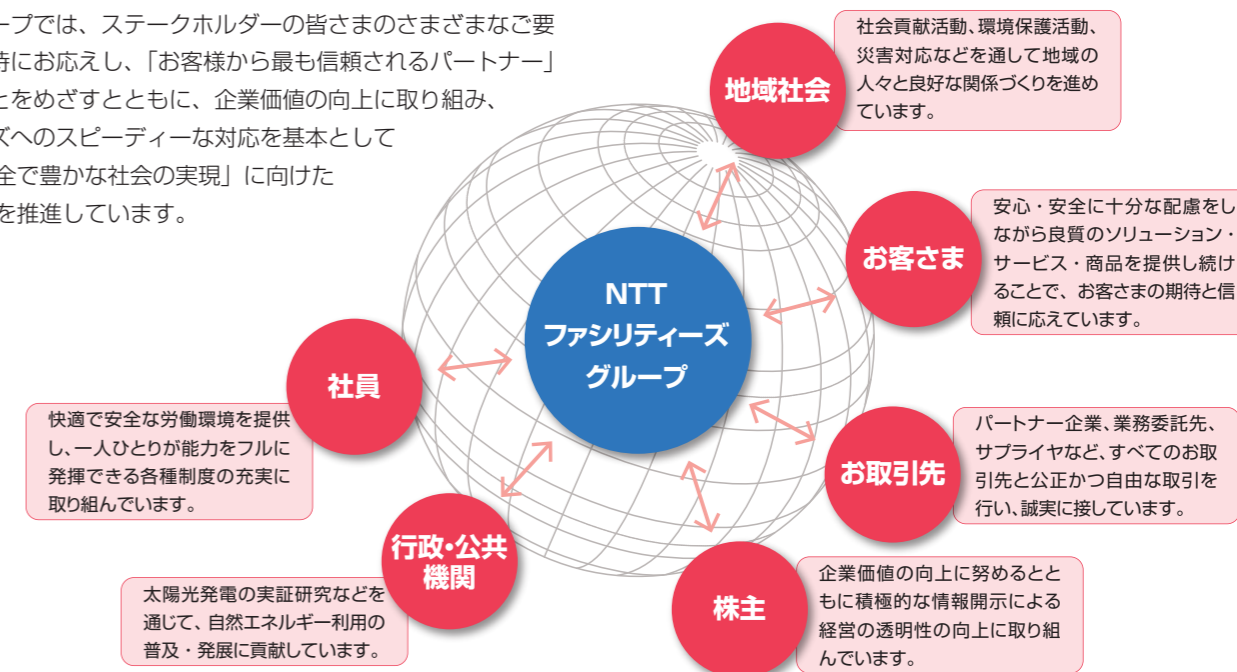 ープでは、ステークホルダーの皆さまのさまざまなご要
待にお応えし、「お客様から最も信頼されるパートナー」
とをめざすとともに、企業価値の向上に取り組み、
ズへのスピーディーな対応を基本として
全で豊かな社会の実現」に向けた
を推進しています。
地域社会
社会貢献活動、環境保護活動、
災害対応などを通して地域の
人々と良好な関係づくりを進め
ています。
お客さま
安心・安全に十分な配慮をし
ながら良質のソリューション・
サービス・商品を提供し続け
ることで、お客さまの期待と信
頼に応えています。
NTT
ファシリティーズ
グループ
社員
快適で安全な労働環境を提供
し、一人ひとりが能力をフルに
発揮できる各種制度の充実に
取り組んでいます。
お取引先
パートナー企業、業務委託先、
サプライヤなど、すべてのお取
引先と公正かつ自由な取引を
行い、誠実に接しています。
行政・公共
機関
太陽光発電の実証研究などを
通じて、自然エネルギー利用の
普及・発展に貢献しています。
株主
企業価値の向上に努めるとと
もに積極的な情報開示による
経営の透明性の向上に取り組
んでいます。